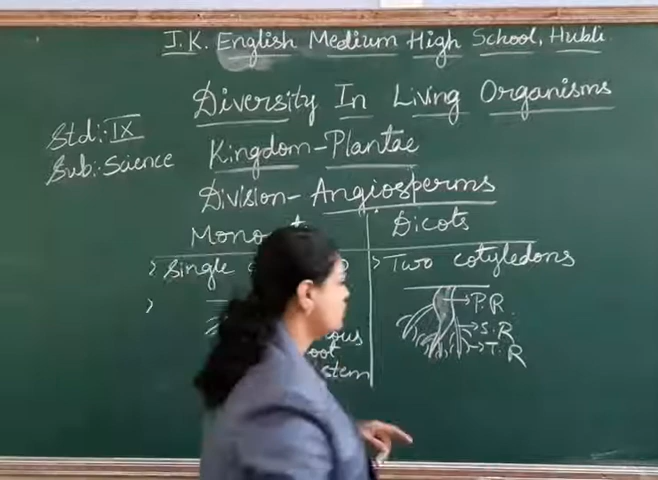 J.K. English Medium High School, Hubli.
Diversity In Living Organisms
Std:- IX
Sub:- Science
Kingdom-Plantae
Division- Angiosperms
Dicots
> Single
> Two cotyledons
>
P.R
S.R
T.R